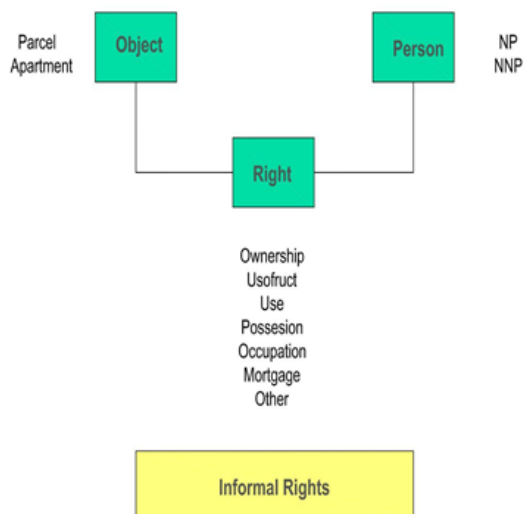 Parcel
Apartment
Object
Person
NP
NNP
Right
Ownership
Usofruct
Use
Possesion
Occupation
Mortgage
Other
Informal Rights